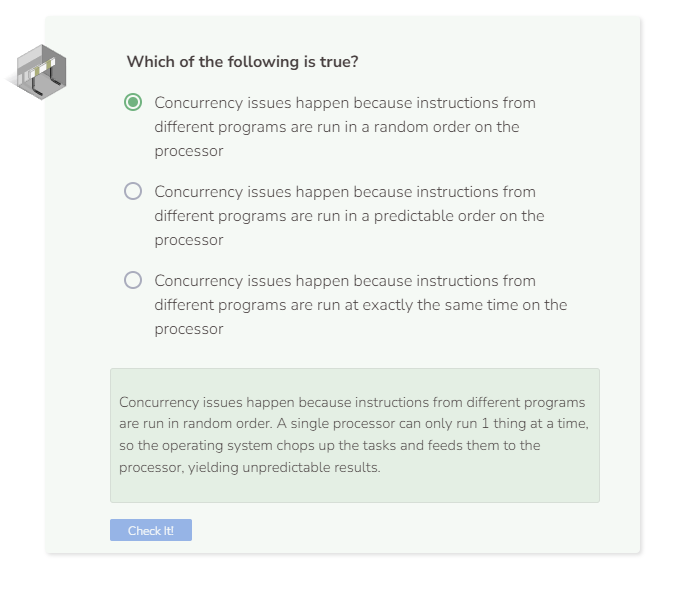 Which of the following is true?
Concurrency issues happen because instructions from
different programs are run in a random order on the
processor
Concurrency issues happen because instructions from
different programs are run in a predictable order on the
processor
Concurrency issues happen because instructions from
different programs are run at exactly the same time on the
processor
Concurrency issues happen because instructions from different programs
are run in random order. A single processor can only run 1 thing at a time,
so the operating system chops up the tasks and feeds them to the
processor, yielding unpredictable results.
Check It!